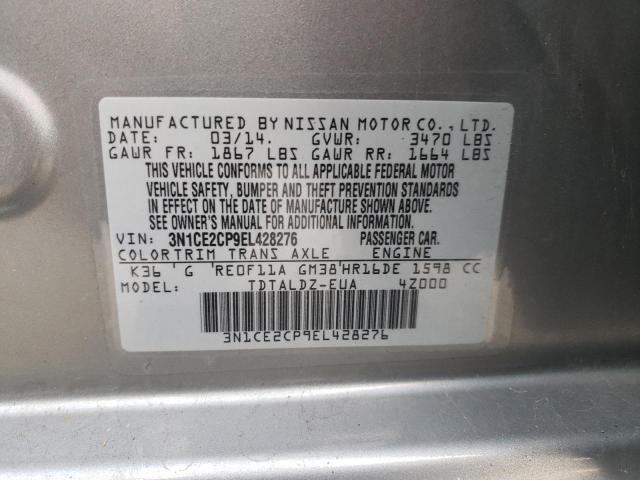 MANUFACTURED BY NISSAN MOTOR CO., LTD.
DATE: 03/14. GVWR: 3470 LBS
GAWR FR: 1867 LBS GAWR RR: 1664 LBS
THIS VEHICLE CONFORMS TO ALL APPLICABLE FEDERAL MOTOR
VEHICLE SAFETY, BUMPER AND THEFT PREVENTION STANDARDS
IN EFFECT ON THE DATE OF MANUFACTURE SHOWN ABOVE.
SEE OWNER'S MANUAL FOR ADDITIONAL INFORMATION.
VIN: 3N1CE2CP9EL428276 PASSENGER CAR.
COLOR TRIM TRANS AXLE ENGINE
K36 G RE0F11A GM38 HR16DE 1598 CC
MODEL: TDTALDZ-EUA 4Z000
3N1CE2CP9EL428276